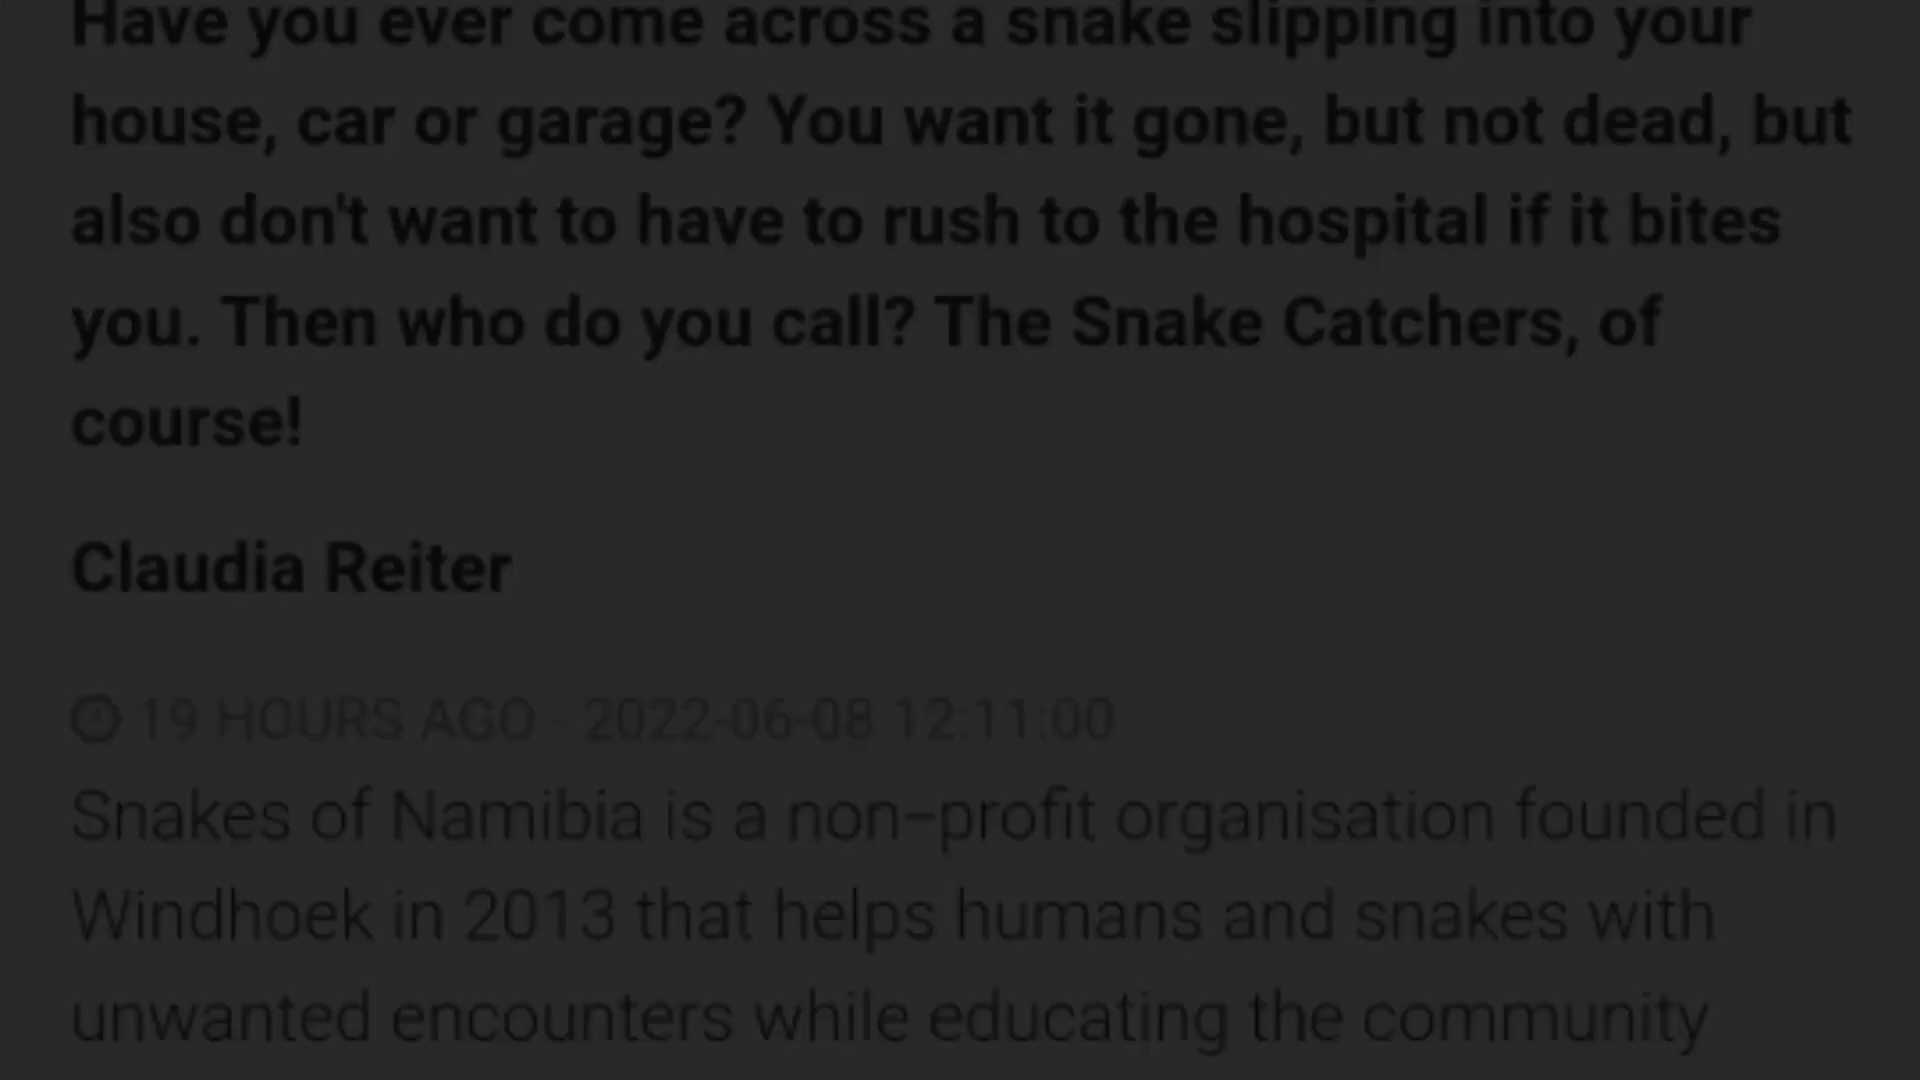 Have you ever come across a snake slipping into your
house, car or garage? You want it gone, but not dead, but
also don't want to have to rush to the hospital if it bites
you. Then who do you call? The Snake Catchers, of
course!
Claudia Reiter
19 HOURS AGO - 2022-06-08 12:11:00
Snakes of Namibia is a non–profit organisation founded in
Windhoek in 2013 that helps humans and snakes with
unwanted encounters while educating the community